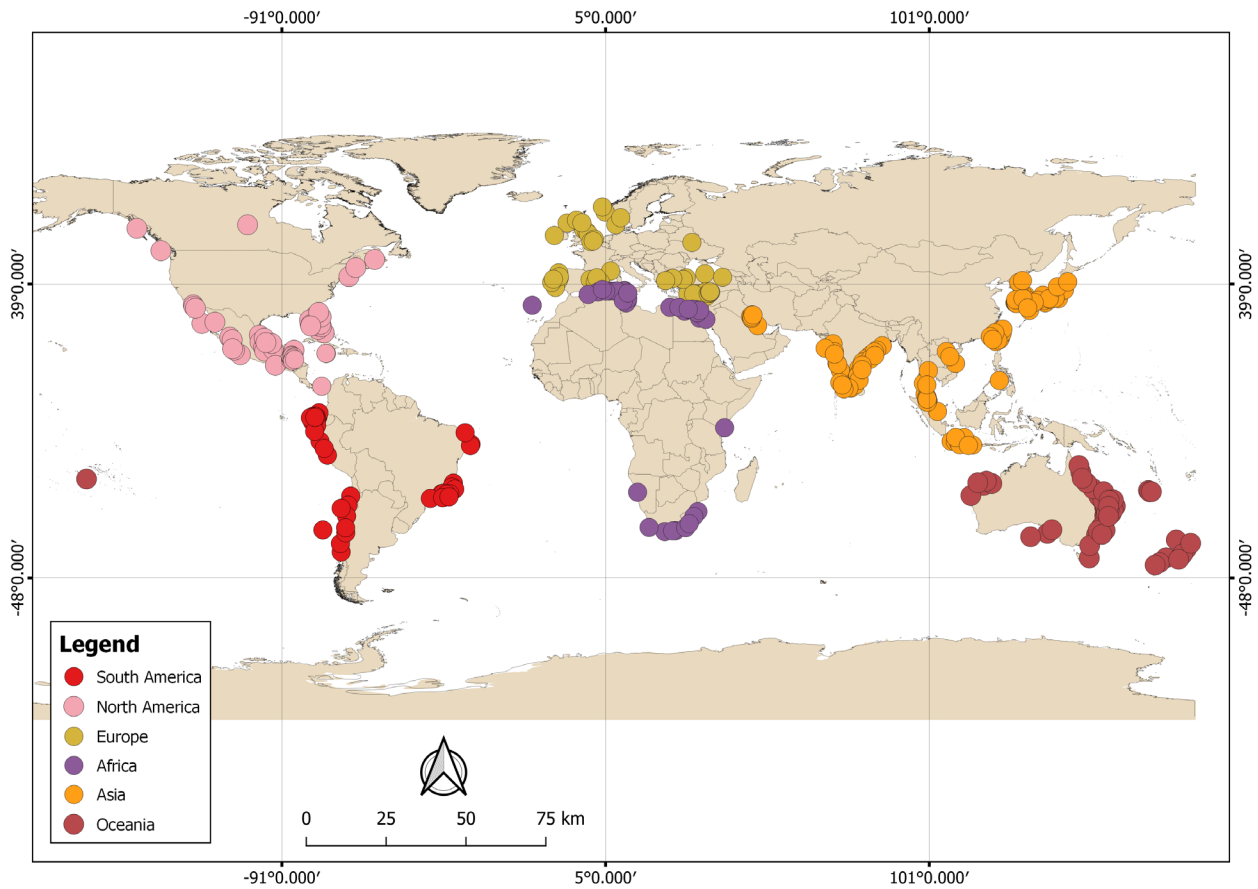 -91°0.000′ 5°0.000′ 101°0.000′
39°0.000′ 39°0.000′
-48°0.000′ -48°0.000′
Legend
South America
North America
Europe
Africa
Asia
Oceania
0 25 50 75 km
-91°0.000′ 5°0.000′ 101°0.000′